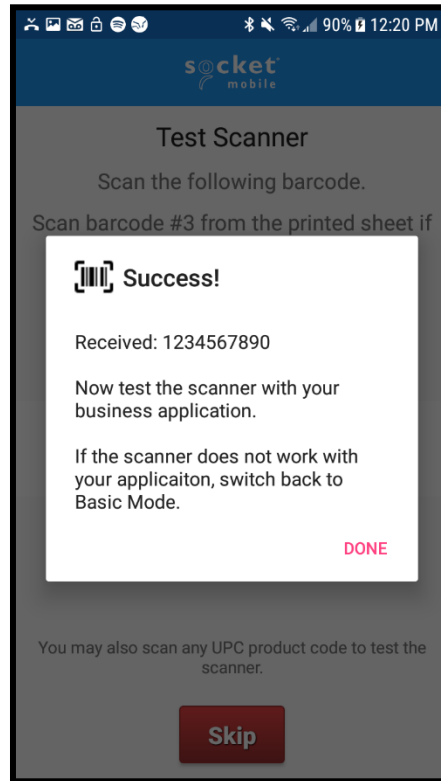 90% 12:20 PM
socket
mobile
Test Scanner
Scan the following barcode.
Scan barcode #3 from the printed sheet if
Success!
Received: 1234567890
Now test the scanner with your
business application.
If the scanner does not work with
your applicaiton, switch back to
Basic Mode.
DONE
You may also scan any UPC product code to test the
scanner.
Skip